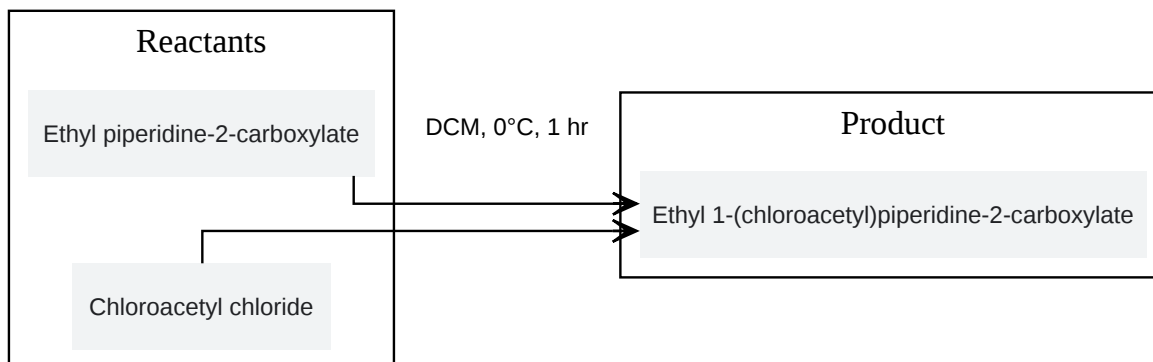 Reactants
Ethyl piperidine-2-carboxylate
Chloroacetyl chloride
DCM, 0°C, 1 hr
Product
Ethyl 1-(chloroacetyl)piperidine-2-carboxylate